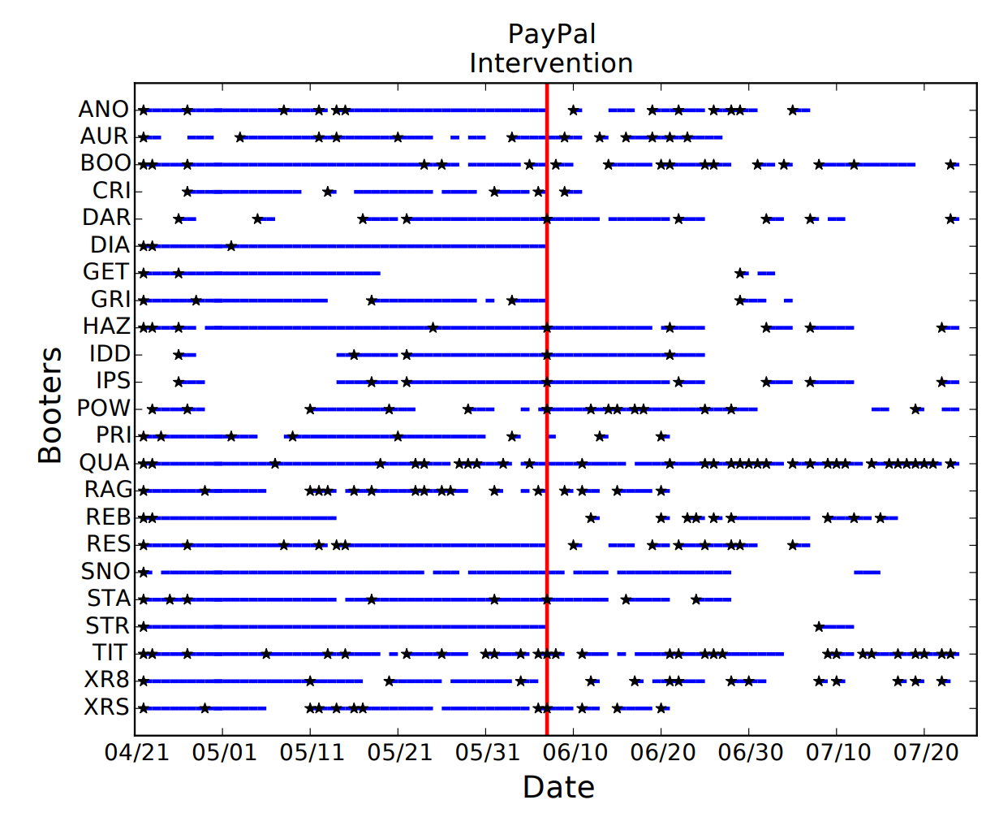 PayPal
Intervention
ANO
AUR
BOO
CRI
DAR
DIA
GET
GRI
HAZ
IDD
IPS
POW
PRI
QUA
RAG
REB
RES
SNO
STA
STR
TIT
XR8
XRS
Booters
04/21 05/01 05/11 05/21 05/31 06/10 06/20 06/30 07/10 07/20
Date